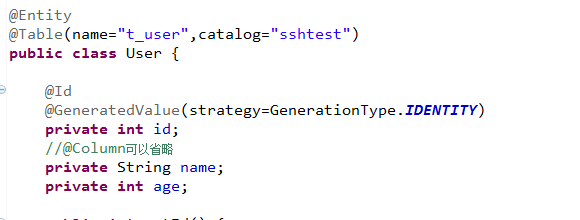 @Entity
@Table(name="t_user",catalog="sshtest")
public class User {
@Id
@GeneratedValue(strategy=GenerationType.IDENTITY)
private int id;
//@Column可以省略
private String name;
private int age;